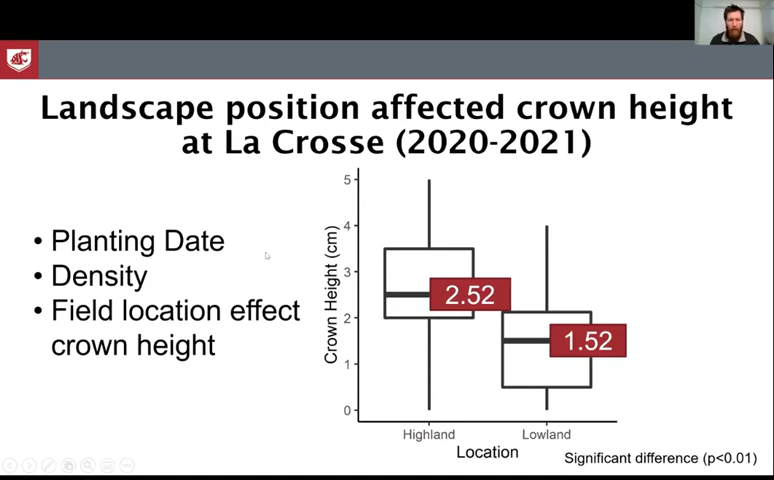 Landscape position affected crown height
at La Crosse (2020-2021)
• Planting Date
• Density
• Field location effect
crown height
Crown Height (cm)
5
4
3
2
1
0
2.52
1.52
Highland
Lowland
Location
Significant difference (p<0.01)